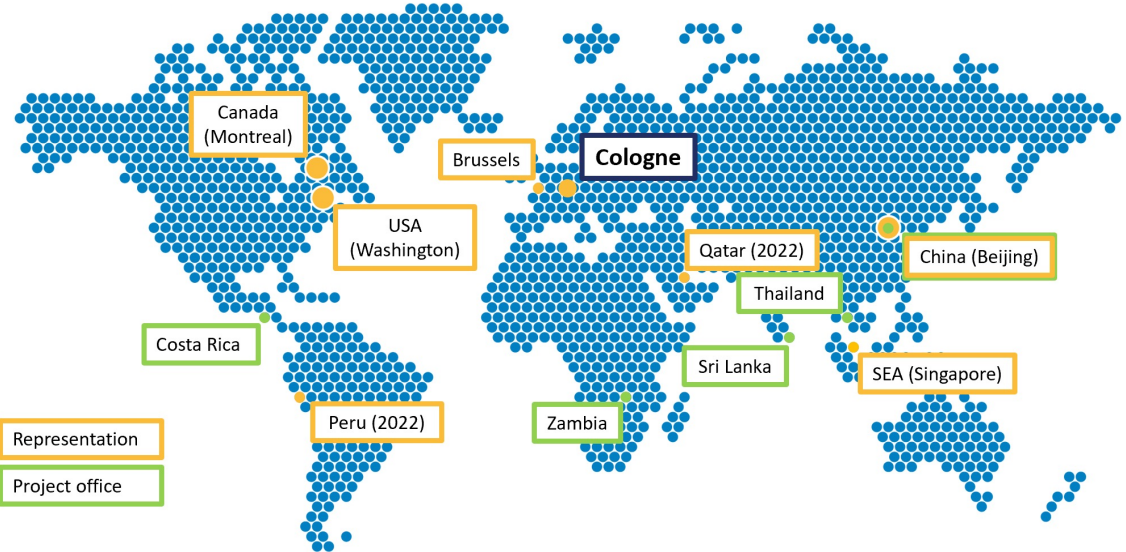 Canada
(Montreal)
Brussels
Cologne
USA
(Washington)
Qatar (2022)
China (Beijing)
Thailand
Costa Rica
Sri Lanka
SEA (Singapore)
Peru (2022)
Zambia
Representation
Project office